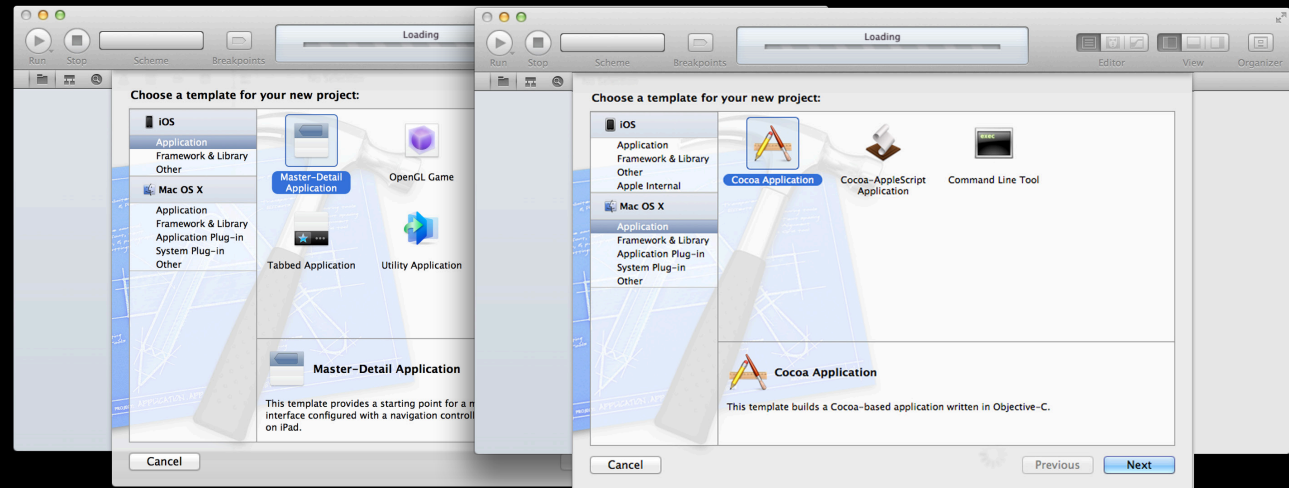 Loading
Run
Stop
Scheme
Breakpoints
Choose a template for your new project:
iOS
Application
Framework & Library
Other
Mac OS X
Application
Framework & Library
Application Plug-in
System Plug-in
Other
Master-Detail
Application
OpenGL Game
Tabbed Application
Utility Application
Master-Detail Application
This template provides a starting point for a
interface configured with a navigation
on iPad.
Cancel
Loading
Run
Stop
Scheme
Breakpoints
Editor
View
Organizer
Choose a template for your new project:
iOS
Application
Framework & Library
Other
Apple Internal
Mac OS X
Application
Framework & Library
Application Plug-in
System Plug-in
Other
Cocoa Application
Cocoa-AppleScript
Application
exec
Command Line Tool
Cocoa Application
This template builds a Cocoa-based application written in Objective-C.
Cancel
Previous
Next